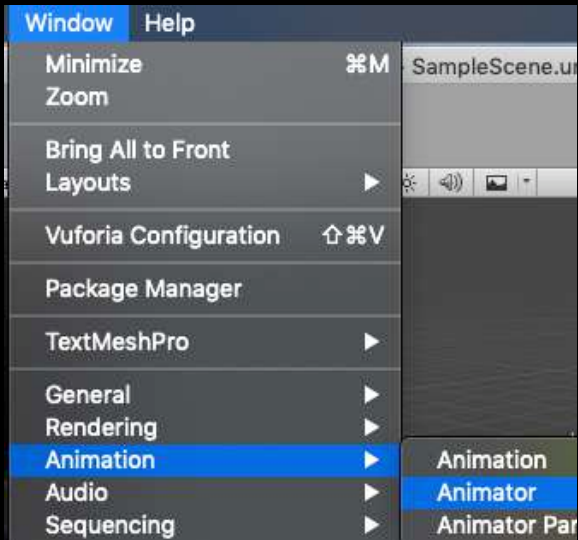 Window Help
Minimize ⌘M
SampleScene.un
Zoom
Bring All to Front
Layouts
Vuforia Configuration ⇧⌘V
Package Manager
TextMeshPro
General
Rendering
Animation
Animation
Audio
Animator
Sequencing
Animator Par